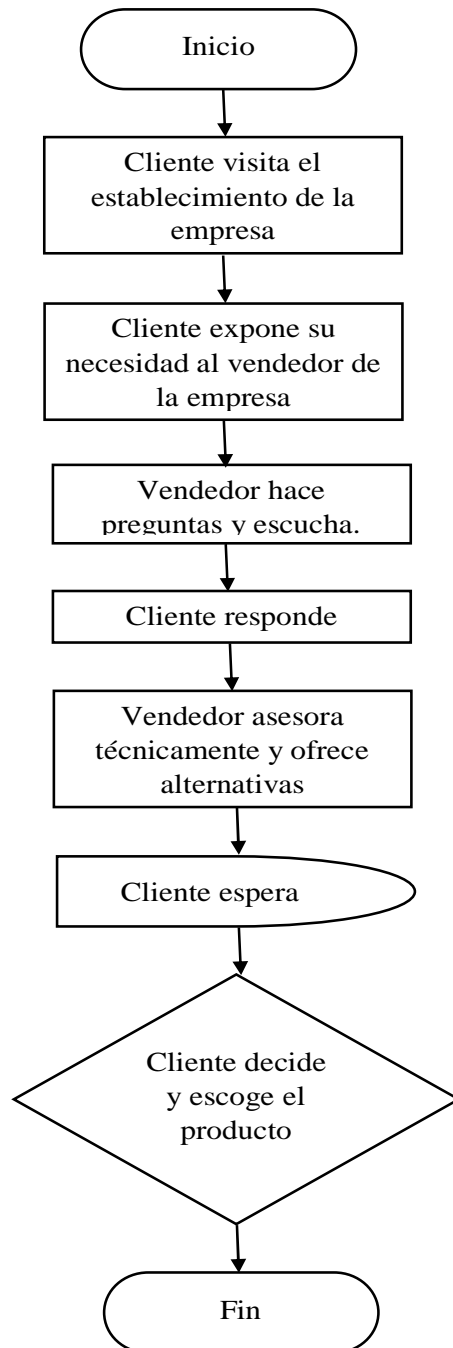 Inicio
Cliente visita el
establecimiento de la
empresa
Cliente expone su
necesidad al vendedor de
la empresa
Vendedor hace
preguntas y escucha.
Cliente responde
Vendedor asesora
técnicamente y ofrece
alternativas
Cliente espera
Cliente decide
y escoge el
producto
Fin